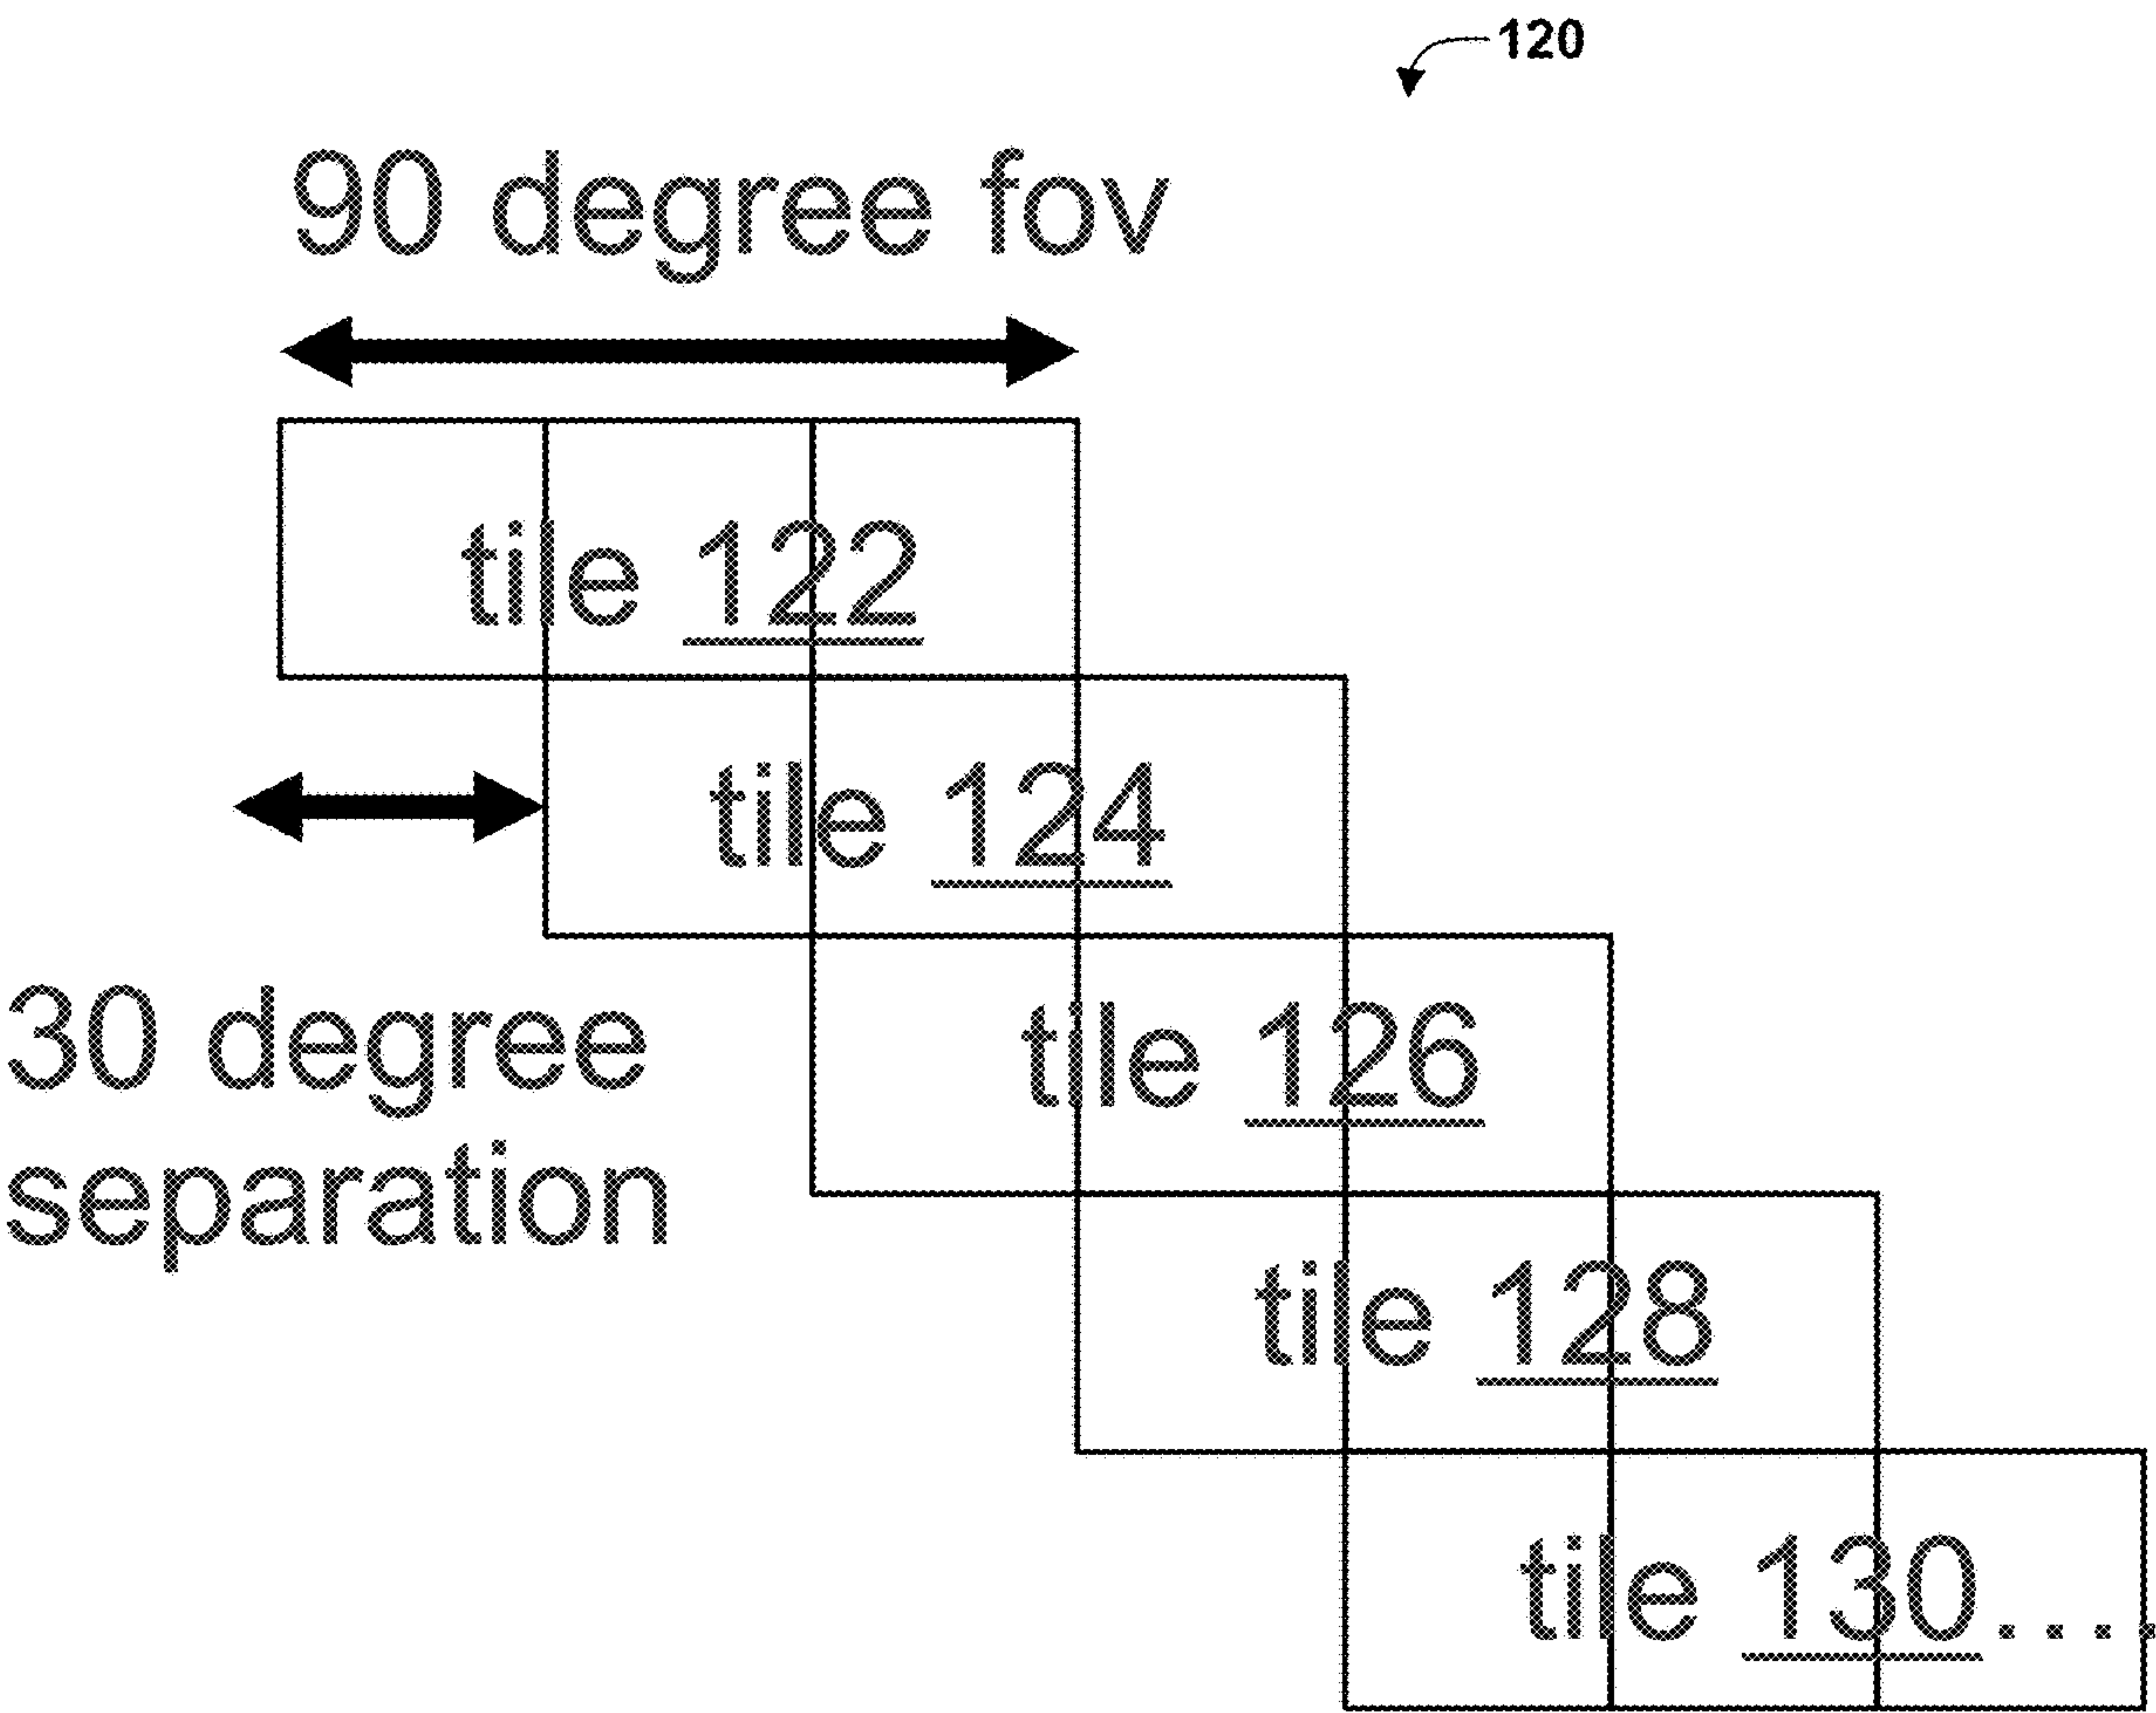 120
90 degree fov
tile 122
tile 124
tile 126
30 degree
separation
tile 128
tile 130....